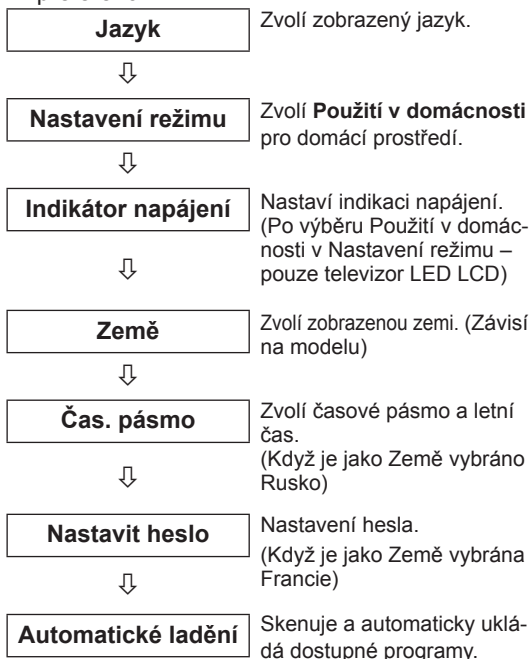 Jazyk
Zvolí zobrazený jazyk.
⇩
Nastavení režimu
Zvolí Použití v domácnosti
pro domácí prostředí.
⇩
Indikátor napájení
Nastaví indikaci napájení.
(Po výběru Použití v domác-
nosti v Nastavení režimu –
pouze televizor LED LCD)
⇩
Země
Zvolí zobrazenou zemi. (Závisí
na modelu)
⇩
Čas. pásmo
Zvolí časové pásmo a letní
čas.
(Když je jako Země vybráno
Rusko)
⇩
Nastavit heslo
Nastavení hesla.
(Když je jako Země vybrána
Francie)
⇩
Automatické ladění
Skenuje a automaticky uklá-
dá dostupné programy.